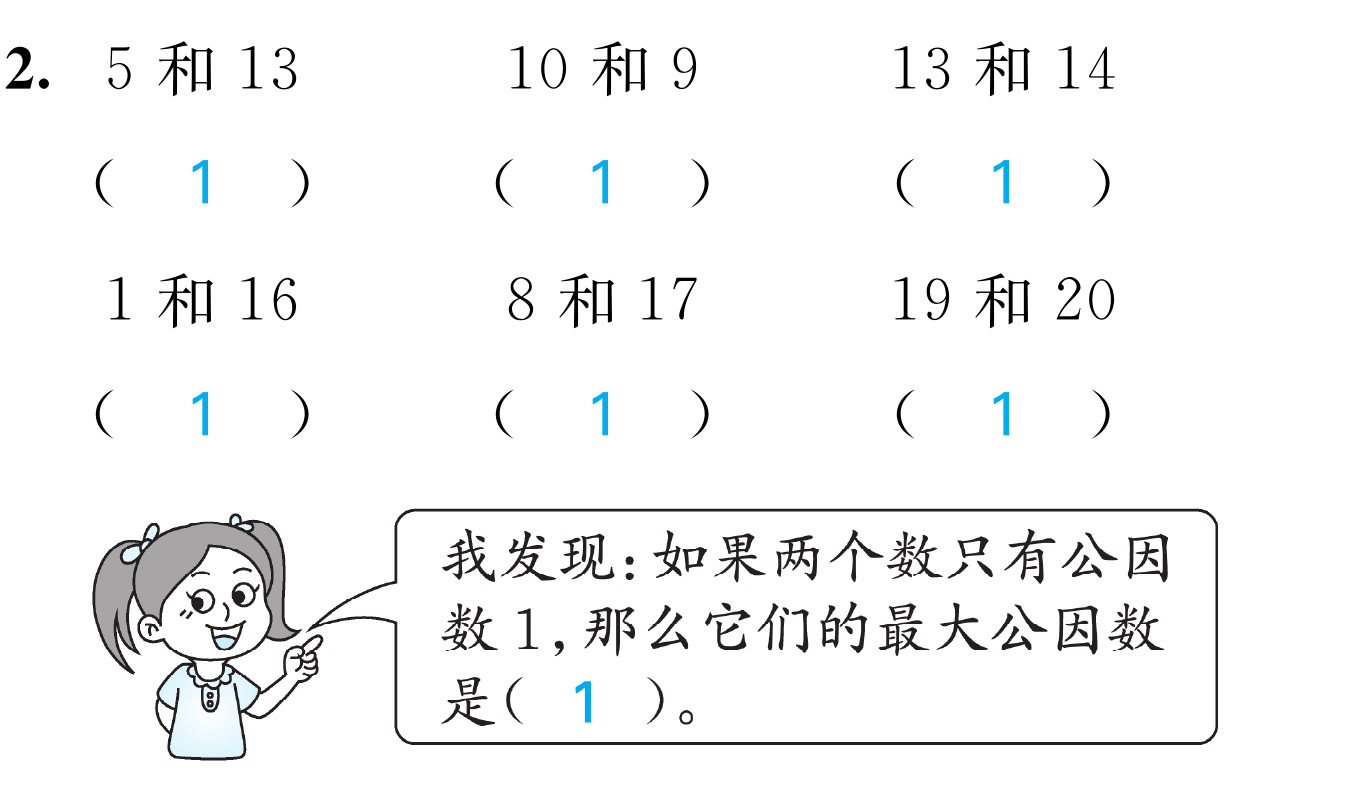 2. 5 和 13 10 和 9 13 和 14
( 1 ) ( 1 ) ( 1 )
1 和 16 8 和 17 19 和 20
( 1 ) ( 1 ) ( 1 )
我发现:如果两个数只有公因
数1,那么它们的最大公因数
是( 1 )。